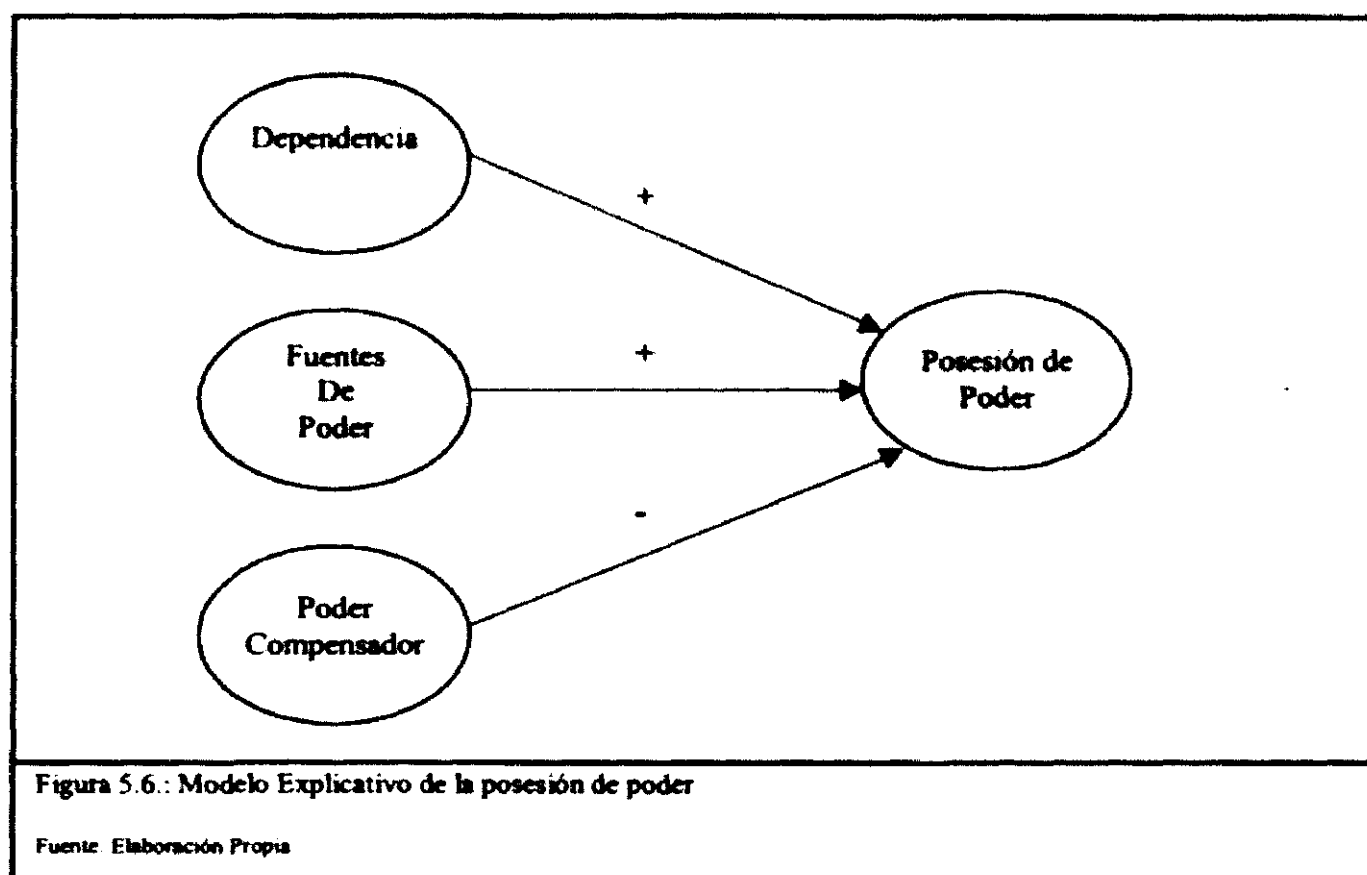 Dependencia
+
Fuentes
De
Poder
+
Posesión de
Poder
-
Poder
Compensador
Figura 5.6.: Modelo Explicativo de la posesión de poder
Fuente: Elaboración Propia